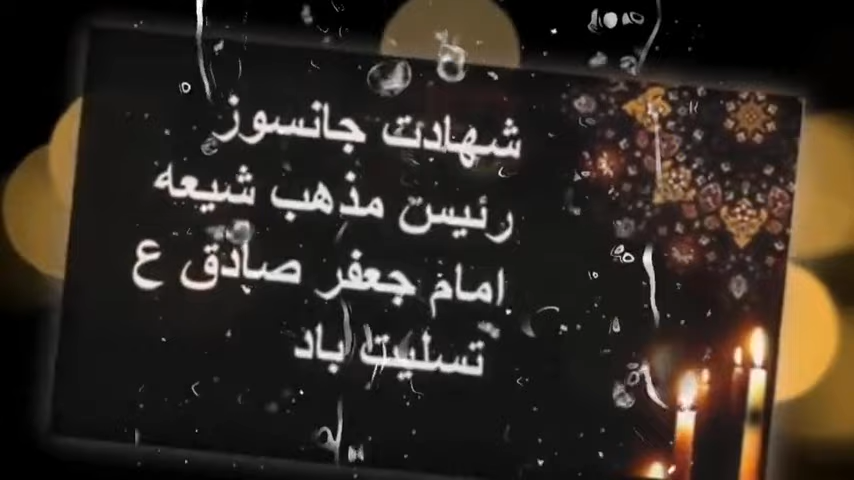 شهادت جانسوز
رئیس مذهب شیعه
امام جعفر صادق ع
تسلیت باد